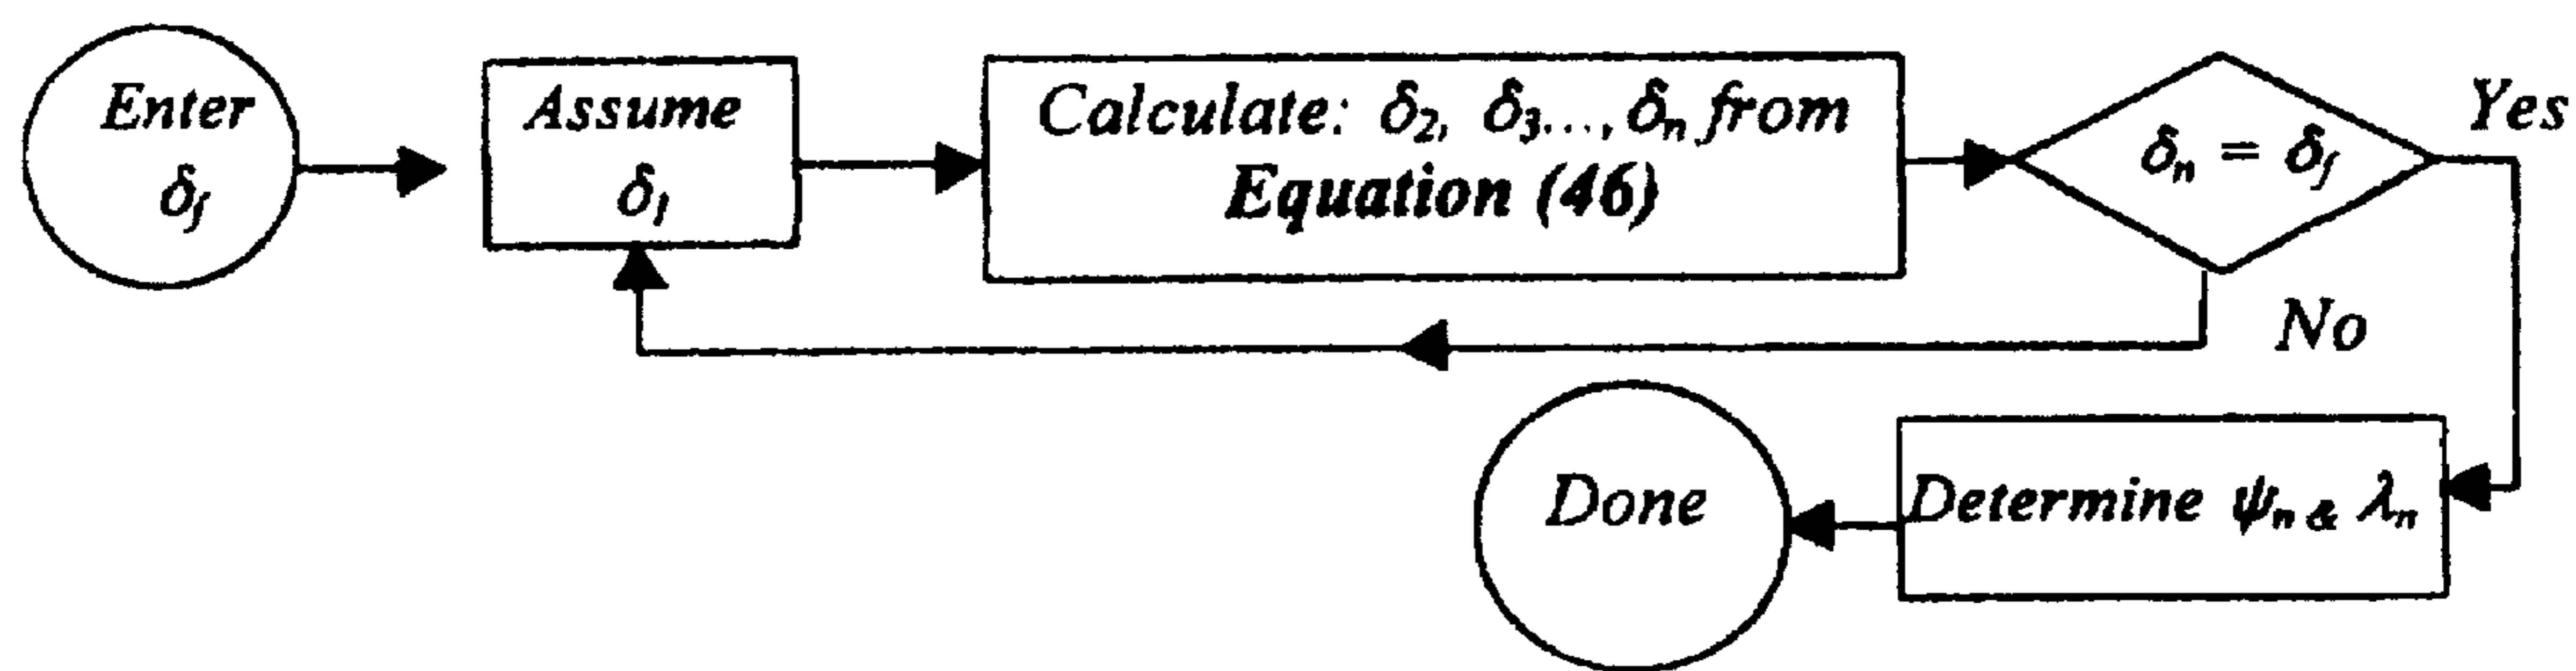 Enter
δf
Assume
δ1
Calculate: δ2, δ3..., δn from
Equation (46)
δn = δf
Yes
No
Determine ψn & λn
Done